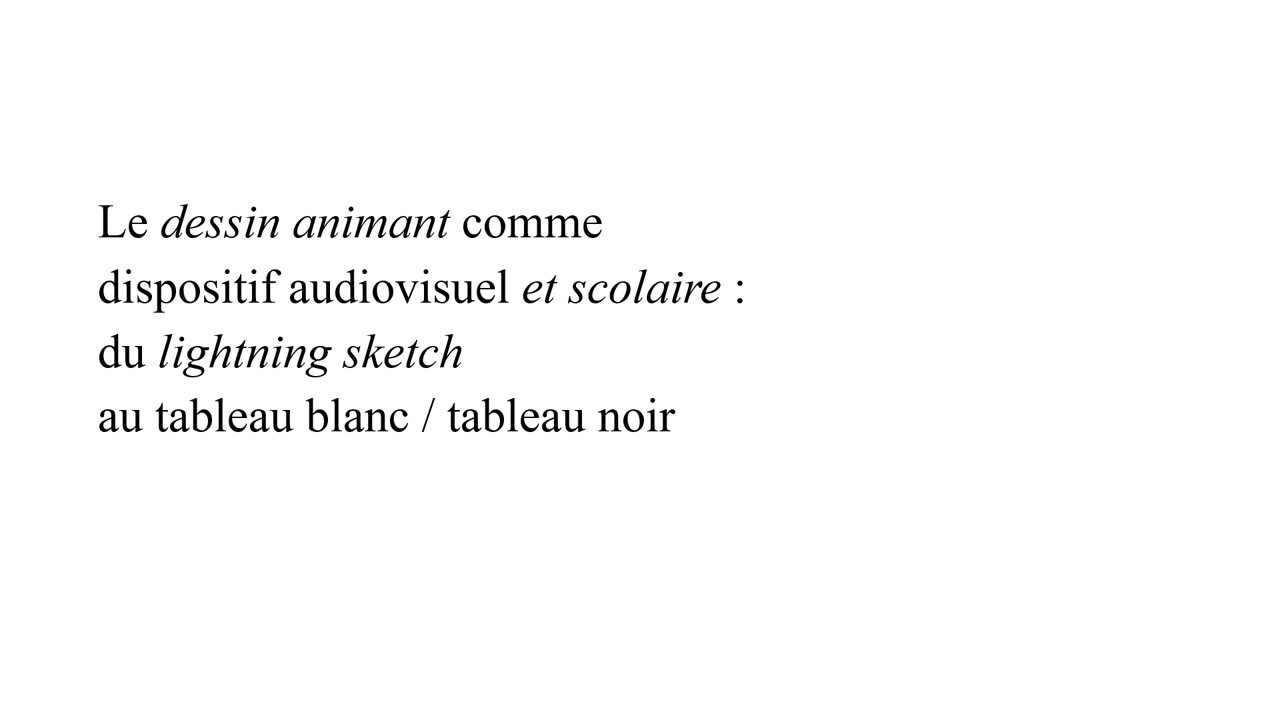 Le dessin animant comme
dispositif audiovisuel et scolaire :
du lightning sketch
au tableau blanc / tableau noir